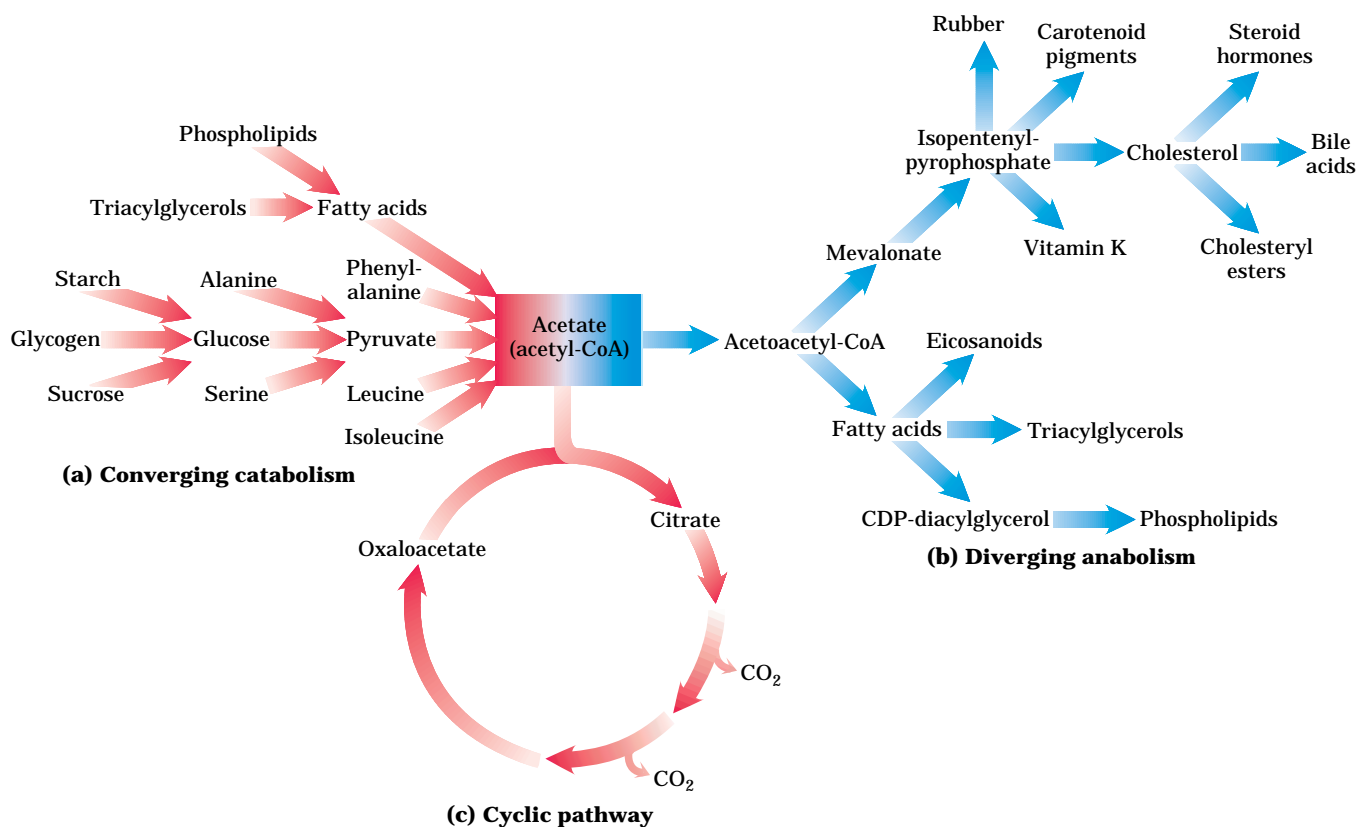 Rubber
Carotenoid
pigments
Steroid
hormones
Phospholipids
Isopentenyl-
pyrophosphate
Cholesterol
Bile
acids
Triacylglycerols
Fatty acids
Mevalonate
Vitamin K
Cholesteryl
esters
Starch
Alanine
Phenyl-
alanine
Glycogen
Glucose
Pyruvate
Acetate
(acetyl-CoA)
Acetoacetyl-CoA
Eicosanoids
Sucrose
Serine
Leucine
Isoleucine
Fatty acids
Triacylglycerols
(a) Converging catabolism
Citrate
CDP-diacylglycerol
Phospholipids
Oxaloacetate
(b) Diverging anabolism
CO2
CO2
(c) Cyclic pathway